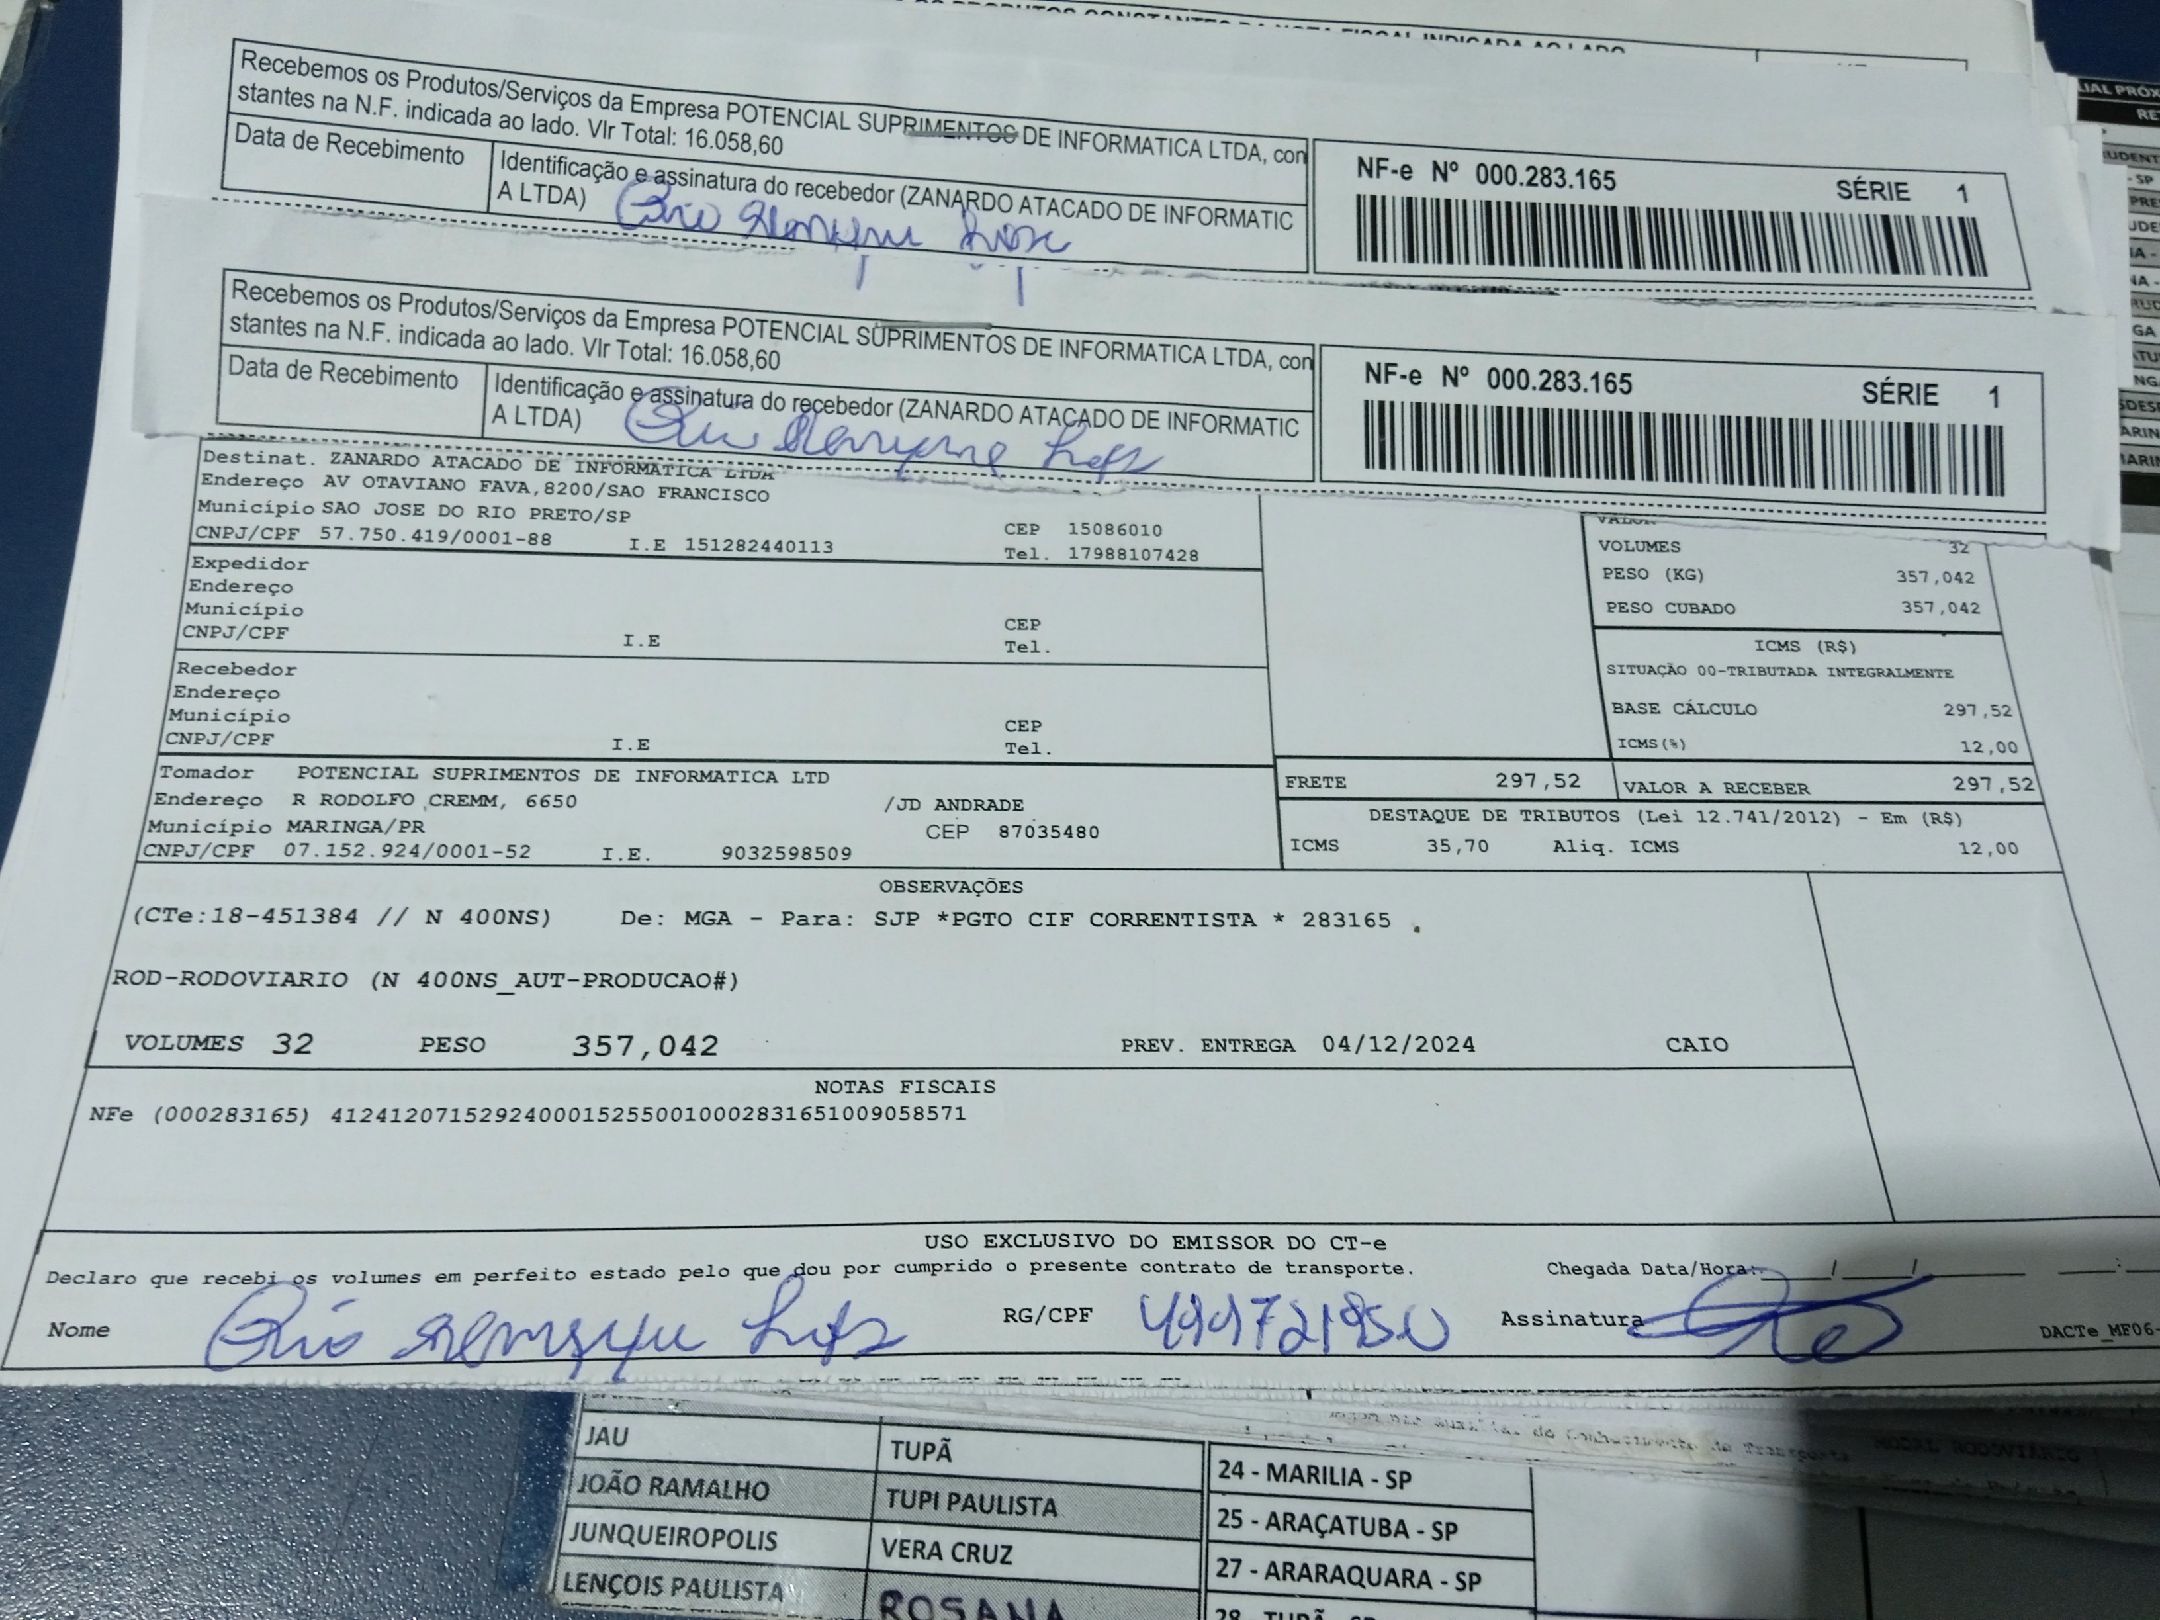 Recebemos os Produtos/Serviços da Empresa POTENCIAL SUPRIMENTOS DE INFORMATICA LTDA, con
stantes na N.F. indicada ao lado. Vlr Total: 16.058,60
Data de Recebimento
Identificação e assinatura do recebedor (ZANARDO ATACADO DE INFORMATIC
A LTDA)
NF-e Nº 000.283.165 SÉRIE 1
Recebemos os Produtos/Serviços da Empresa POTENCIAL SUPRIMENTOS DE INFORMATICA LTDA, con
stantes na N.F. indicada ao lado. Vlr Total: 16.058,60
Data de Recebimento
Identificação e assinatura do recebedor (ZANARDO ATACADO DE INFORMATIC
A LTDA)
NF-e Nº 000.283.165 SÉRIE 1
Destinat. ZANARDO ATACADO DE INFORMATICA LTDA
Endereço AV OTAVIANO FAVA,8200/SAO FRANCISCO
Município SAO JOSE DO RIO PRETO/SP CEP 15086010
CNPJ/CPF 57.750.419/0001-88 I.E 151282440113 Tel. 17988107428
Expedidor
Endereço
Município CEP
CNPJ/CPF I.E Tel.
Recebedor
Endereço
Município CEP
CNPJ/CPF I.E Tel.
Tomador POTENCIAL SUPRIMENTOS DE INFORMATICA LTD
Endereço R RODOLFO CREMM, 6650 /JD ANDRADE
Município MARINGA/PR CEP 87035480
CNPJ/CPF 07.152.924/0001-52 I.E. 9032598509
VALOR
VOLUMES 32
PESO (KG) 357,042
PESO CUBADO 357,042
ICMS (R$)
SITUAÇÃO 00-TRIBUTADA INTEGRALMENTE
BASE CÁLCULO 297,52
ICMS(%) 12,00
FRETE 297,52 VALOR A RECEBER 297,52
DESTAQUE DE TRIBUTOS (Lei 12.741/2012) - Em (R$)
ICMS 35,70 Aliq. ICMS 12,00
OBSERVAÇÕES
(CTe:18-451384 // N 400NS) De: MGA - Para: SJP *PGTO CIF CORRENTISTA * 283165
ROD-RODOVIARIO (N 400NS_AUT-PRODUCAO#)
VOLUMES 32 PESO 357,042 PREV. ENTREGA 04/12/2024 CAIO
NOTAS FISCAIS
NFe (000283165) 41241207152924000152550010002831651009058571
USO EXCLUSIVO DO EMISSOR DO CT-e
Declaro que recebi os volumes em perfeito estado pelo que dou por cumprido o presente contrato de transporte. Chegada Data/Hora:
Nome RG/CPF Assinatura
DACTe_MF06-
JAU TUPÃ 24 - MARILIA - SP
JOÃO RAMALHO TUPI PAULISTA 25 - ARAÇATUBA - SP
JUNQUEIROPOLIS VERA CRUZ 27 - ARARAQUARA - SP
LENÇOIS PAULISTA ROSANA